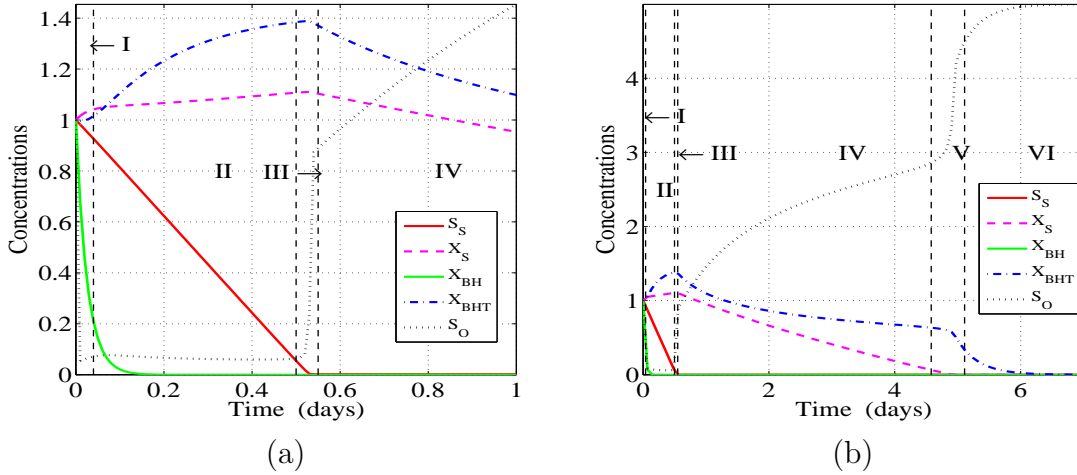 1.4
1.2
1
0.8
0.6
0.4
0.2
0
Concentrations
← I
II
III →
IV
S_S
X_S
X_BH
X_BHT
S_O
0 0.2 0.4 0.6 0.8 1
Time (days)
(a)
4
3
2
1
0
Concentrations
← I
← III
II
IV
V
VI
S_S
X_S
X_BH
X_BHT
S_O
0 2 4 6
Time (days)
(b)